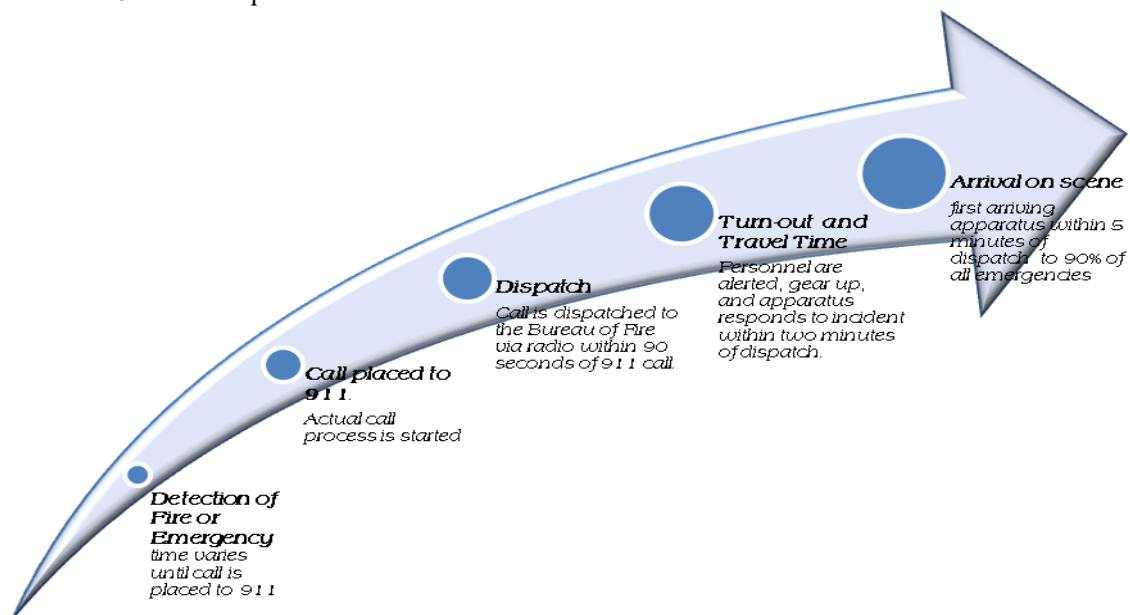 Detection of
Fire or
Emergency
time varies
until call is
placed to 911
Call placed to
911.
Actual call
process is started
Dispatch
Call is dispatched to
the Bureau of Fire
via radio within 90
seconds of 911 call.
Turn-out and
Travel Time
Personnel are
alerted, gear up,
and apparatus
responds to incident
within two minutes
of dispatch.
Arrival on scene
first arriving
apparatus within 5
minutes of
dispatch to 90% of
all emergencies